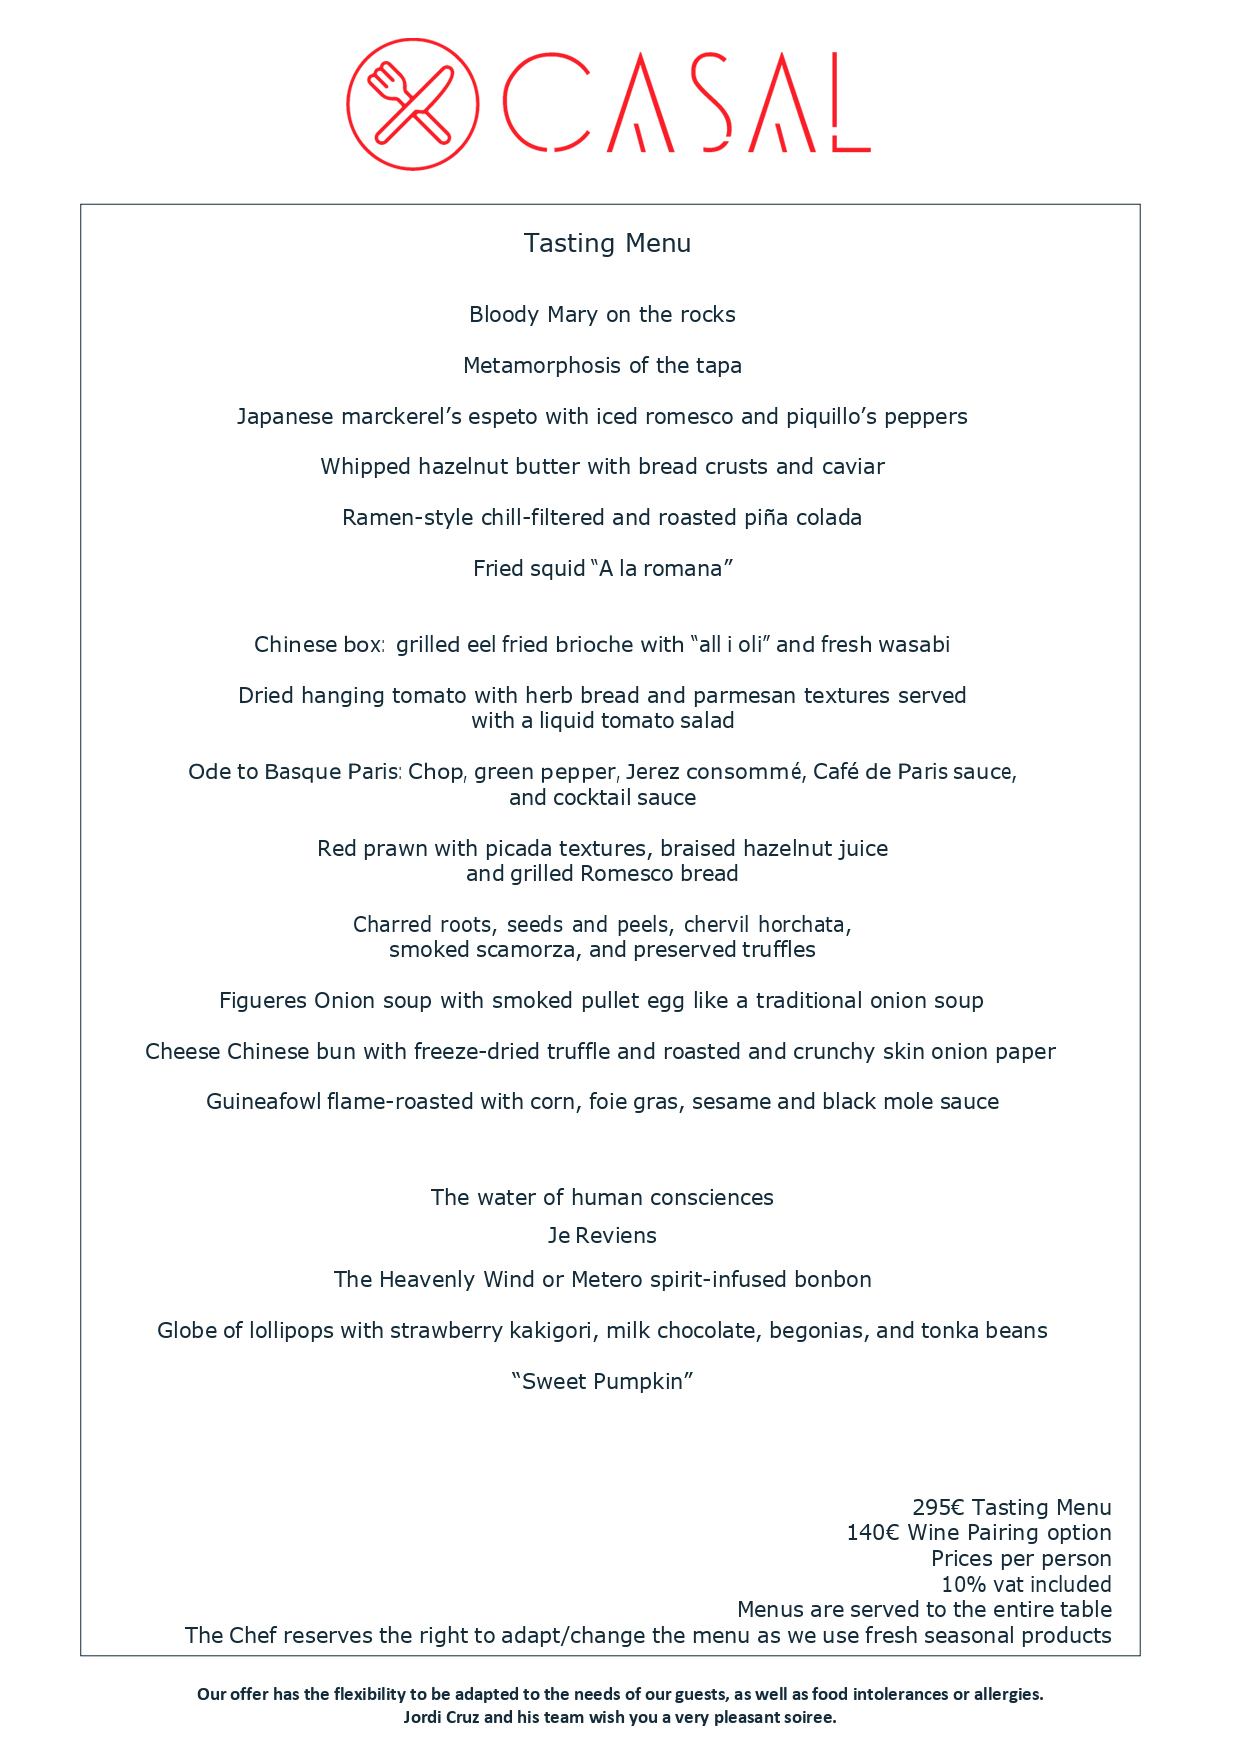 CASAL
Tasting Menu
Bloody Mary on the rocks
Metamorphosis of the tapa
Japanese marckerel’s espeto with iced romesco and piquillo’s peppers
Whipped hazelnut butter with bread crusts and caviar
Ramen-style chill-filtered and roasted piña colada
Fried squid “A la romana”
Chinese box: grilled eel fried brioche with “all i oli” and fresh wasabi
Dried hanging tomato with herb bread and parmesan textures served
with a liquid tomato salad
Ode to Basque Paris: Chop, green pepper, Jerez consommé, Café de Paris sauce,
and cocktail sauce
Red prawn with picada textures, braised hazelnut juice
and grilled Romesco bread
Charred roots, seeds and peels, chervil horchata,
smoked scamorza, and preserved truffles
Figueres Onion soup with smoked pullet egg like a traditional onion soup
Cheese Chinese bun with freeze-dried truffle and roasted and crunchy skin onion paper
Guineafowl flame-roasted with corn, foie gras, sesame and black mole sauce
The water of human consciences
Je Reviens
The Heavenly Wind or Metero spirit-infused bonbon
Globe of lollipops with strawberry kakigori, milk chocolate, begonias, and tonka beans
“Sweet Pumpkin”
295€ Tasting Menu
140€ Wine Pairing option
Prices per person
10% vat included
Menus are served to the entire table
The Chef reserves the right to adapt/change the menu as we use fresh seasonal products
Our offer has the flexibility to be adapted to the needs of our guests, as well as food intolerances or allergies.
Jordi Cruz and his team wish you a very pleasant soiree.